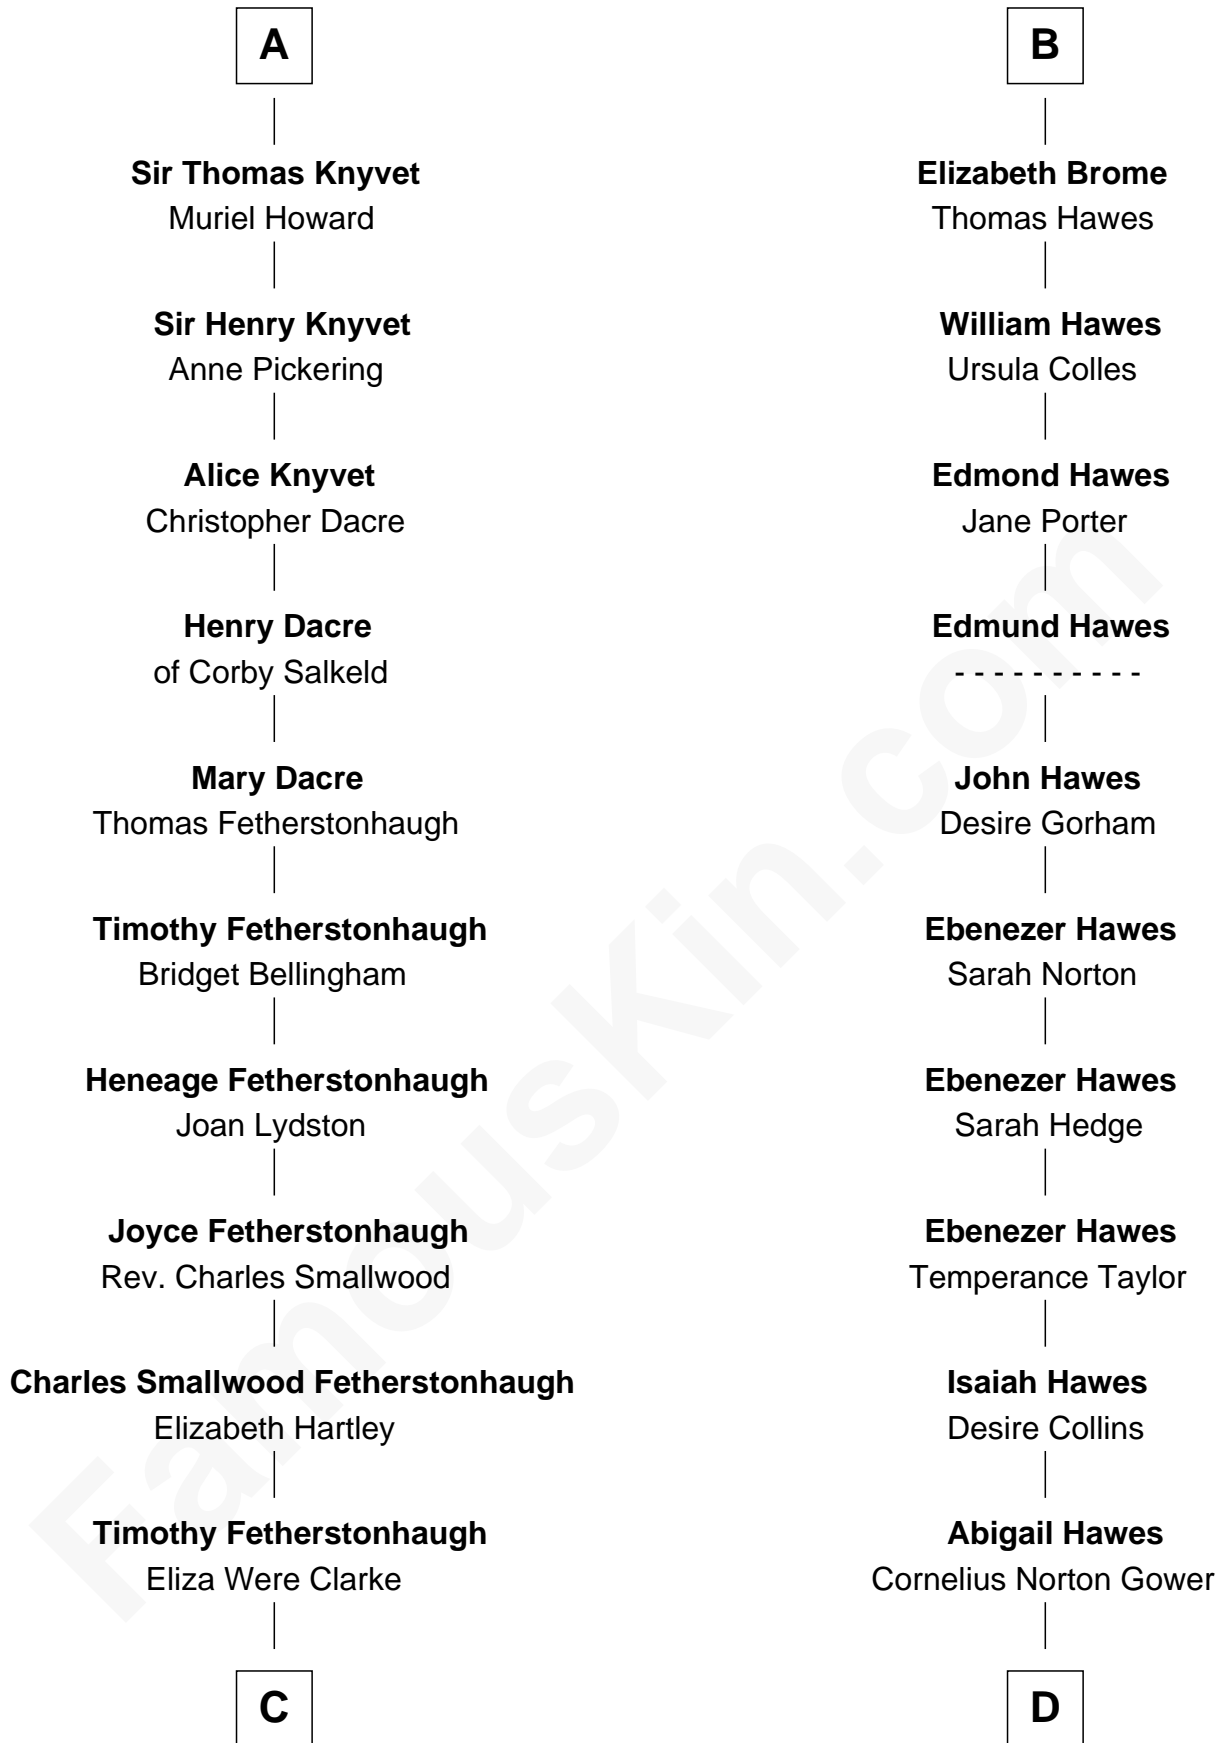 A
Sir Thomas Knyvet
Muriel Howard
Sir Henry Knyvet
Anne Pickering
Alice Knyvet
Christopher Dacre
Henry Dacre
of Corby Salkeld
Mary Dacre
Thomas Fetherstonhaugh
Timothy Fetherstonhaugh
Bridget Bellingham
Heneage Fetherstonhaugh
Joan Lydston
Joyce Fetherstonhaugh
Rev. Charles Smallwood
Charles Smallwood Fetherstonhaugh
Elizabeth Hartley
Timothy Fetherstonhaugh
Eliza Were Clarke
C
B
Elizabeth Brome
Thomas Hawes
William Hawes
Ursula Colles
Edmond Hawes
Jane Porter
Edmund Hawes
- - - - - - - - - -
John Hawes
Desire Gorham
Ebenezer Hawes
Sarah Norton
Ebenezer Hawes
Sarah Hedge
Ebenezer Hawes
Temperance Taylor
Isaiah Hawes
Desire Collins
Abigail Hawes
Cornelius Norton Gower
D
FamousKin.com